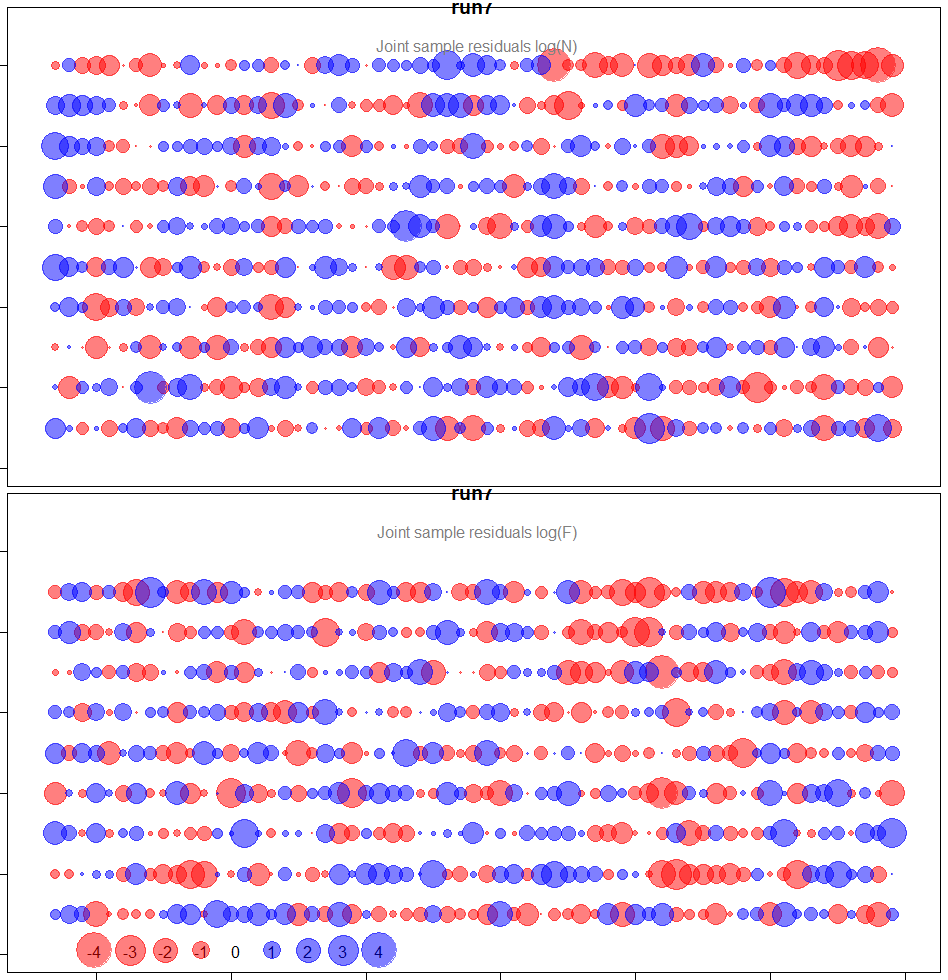 run7
Joint sample residuals log(N)
run7
Joint sample residuals log(F)
-4 -3 -2 -1 0 1 2 3 4